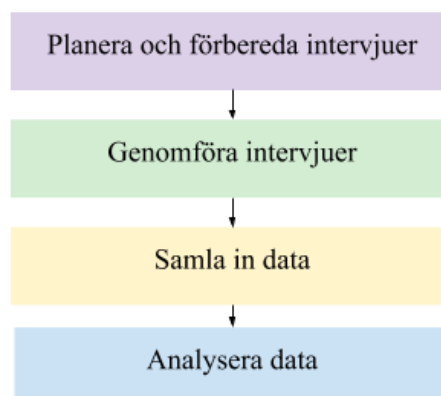 Planera och förbereda intervjuer
Genomföra intervjuer
Samla in data
Analysera data